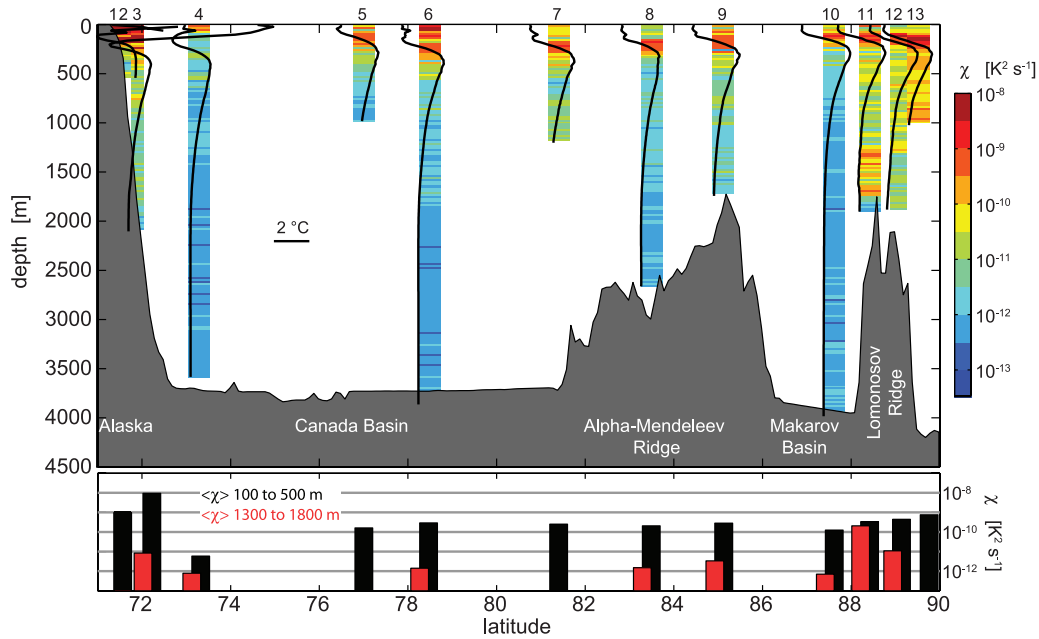 12 3 4 5 6 7 8 9 10 11 12 13
0
500
1000
1500
2000
2500
3000
3500
4000
4500
depth [m]
2 °C
χ [K² s⁻¹]
10⁻⁸
10⁻⁹
10⁻¹⁰
10⁻¹¹
10⁻¹²
10⁻¹³
Alaska
Canada Basin
Alpha-Mendeleev
Ridge
Makarov
Basin
Lomonosov
Ridge
<χ> 100 to 500 m
<χ> 1300 to 1800 m
10⁻⁸
10⁻¹⁰
10⁻¹²
χ [K² s⁻¹]
72 74 76 78 80 82 84 86 88 90
latitude